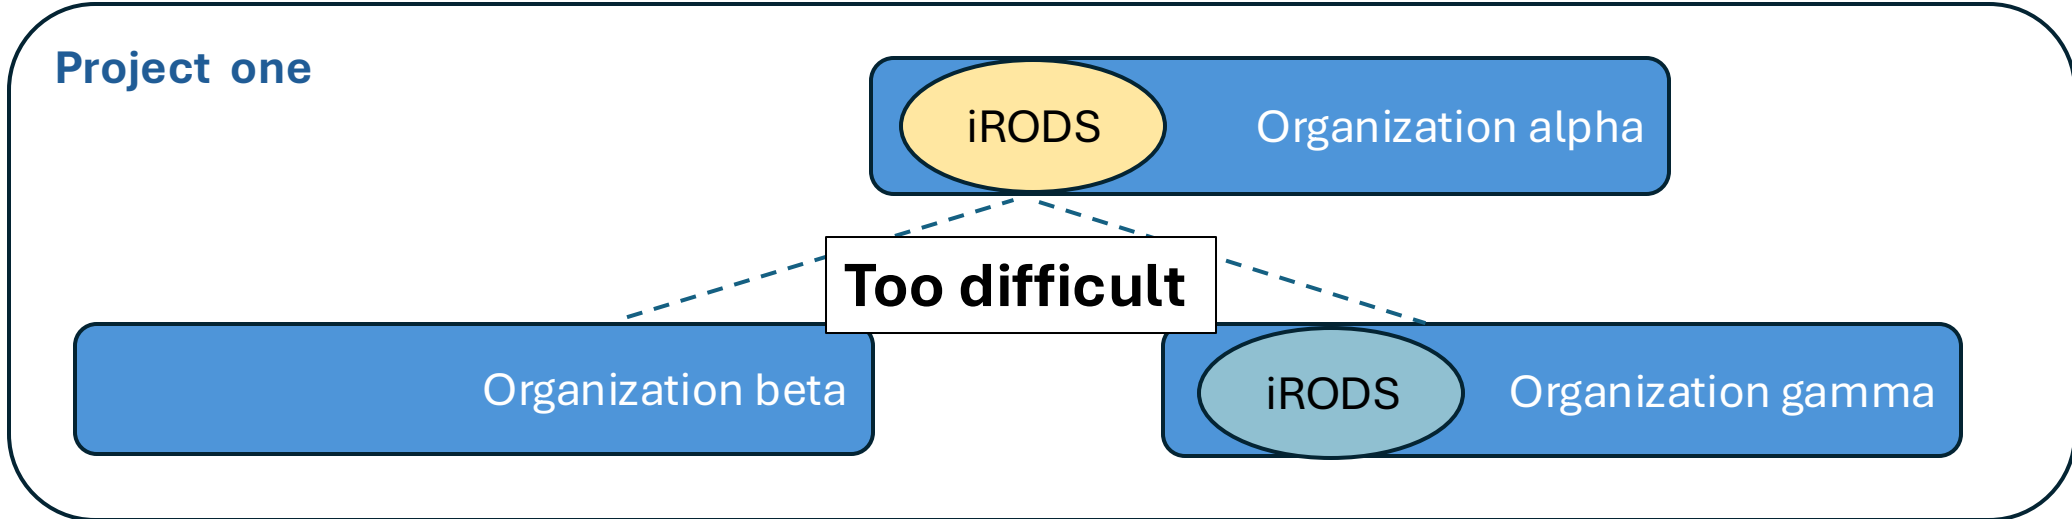 Project one
iRODS
Organization alpha
Too difficult
Organization beta
iRODS
Organization gamma